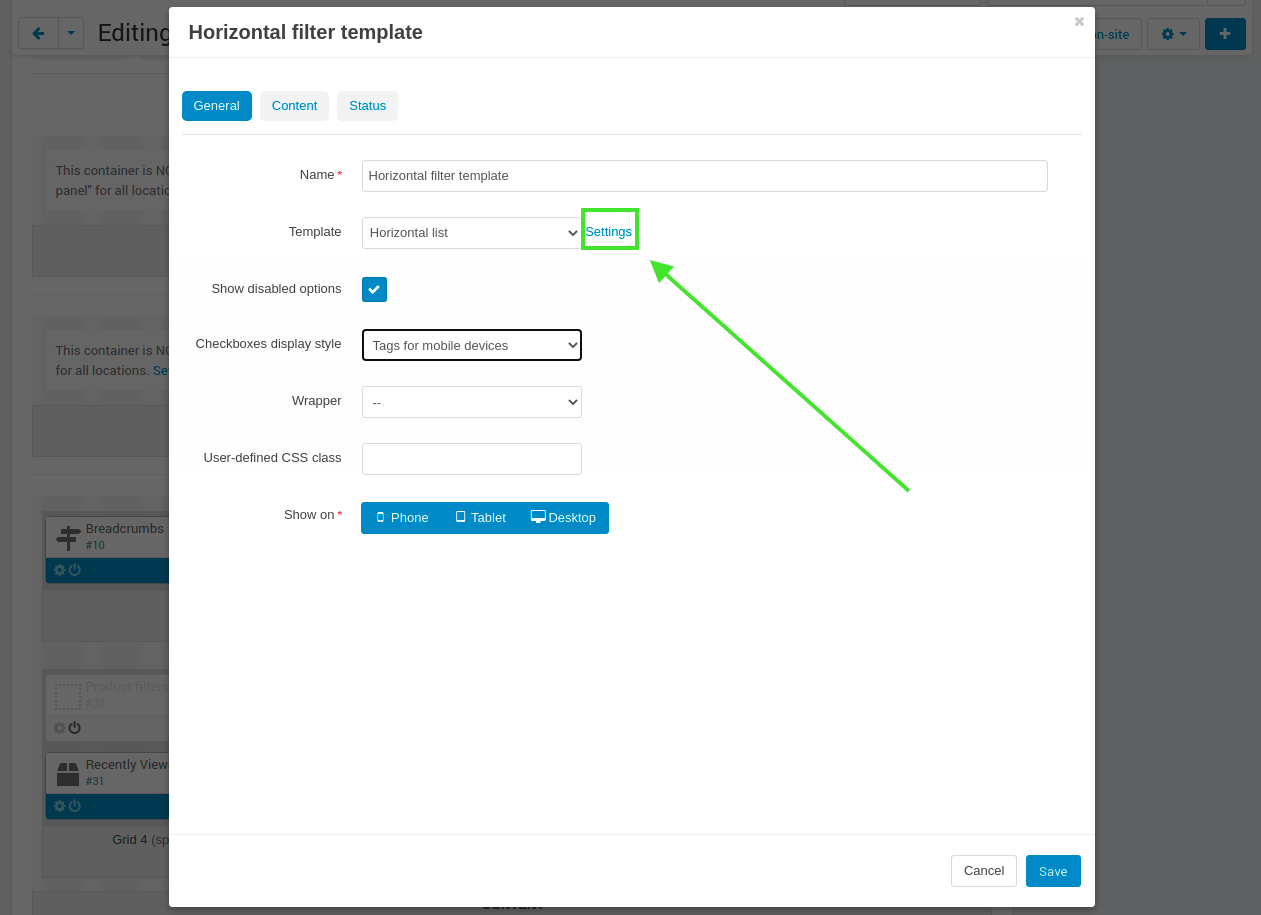 Editing
on-site
Horizontal filter template
General
Content
Status
Name*
Horizontal filter template
Template
Horizontal list
Settings
Show disabled options
Checkboxes display style
Tags for mobile devices
Wrapper
--
User-defined CSS class
Show on*
Phone
Tablet
Desktop
Cancel
Save
This container is NO
panel" for all locatio
This container is NO
for all locations. Se
Breadcrumbs
#10
Product filters
#30
Recently View
#31
Grid 4 (sp
CONTENT